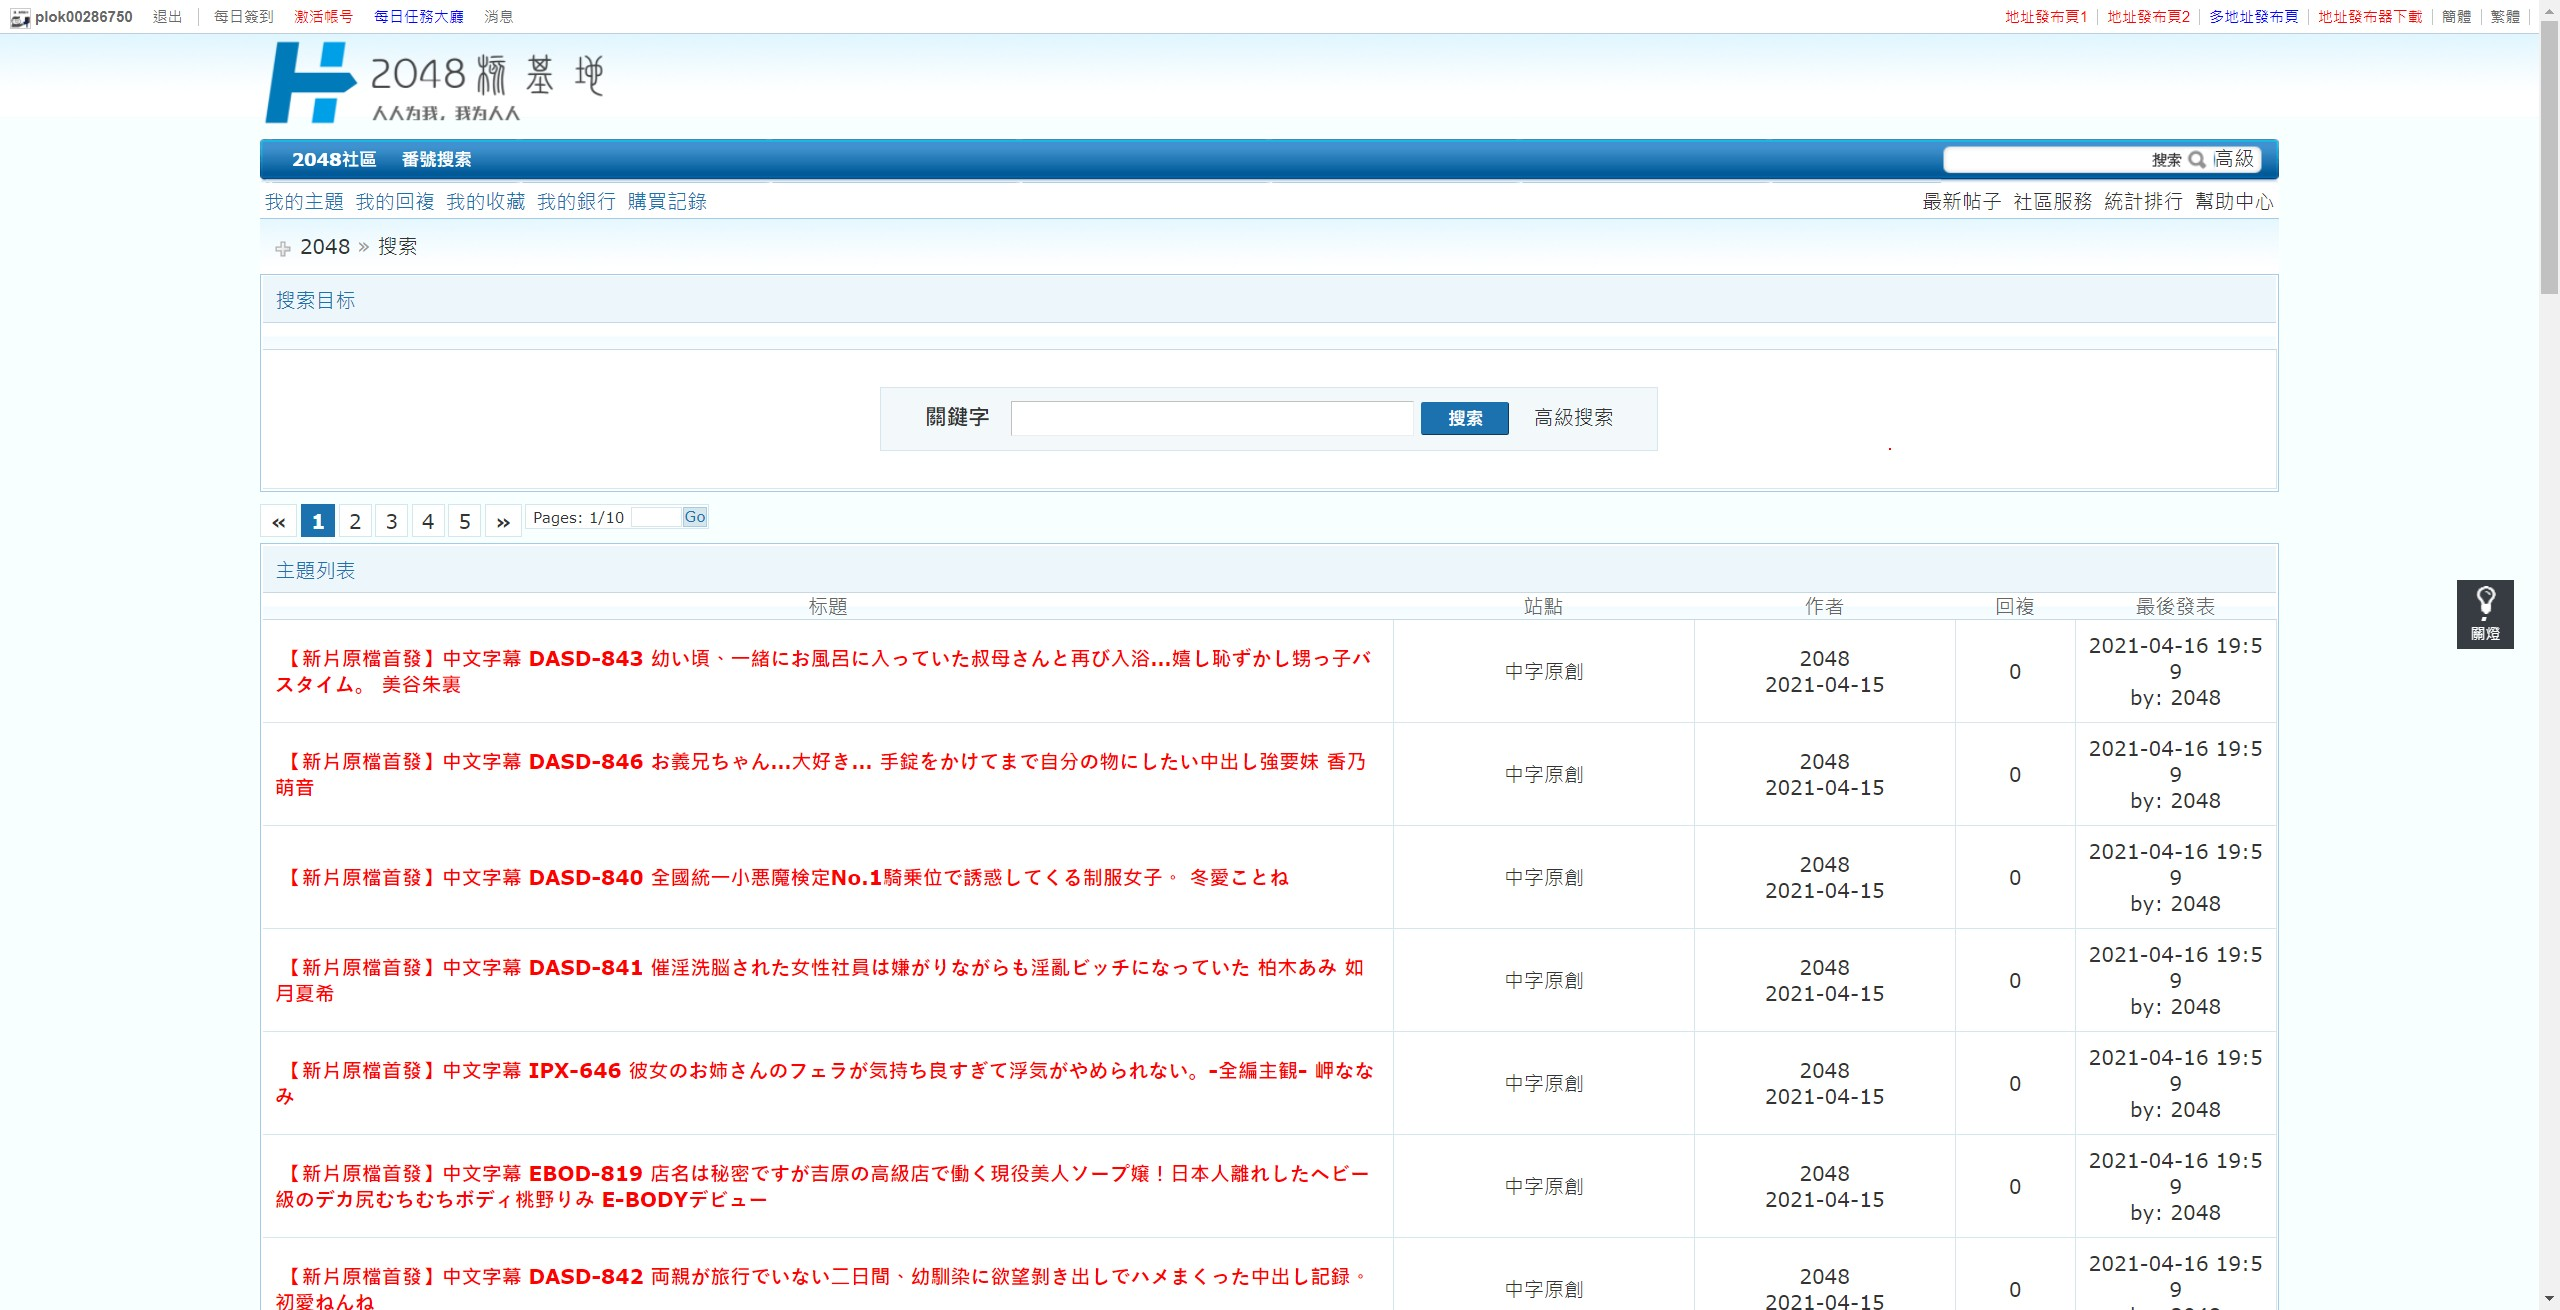 plok00286750 退出 每日簽到 激活帳号 每日任務大廳 消息 地址發布頁1 地址發布頁2 多地址發布頁 地址發布器下載 簡體 繁體
2048核基地
人人为我，我为人人
2048社區 番號搜索 搜索 高級
我的主題 我的回複 我的收藏 我的銀行 購買記錄 最新帖子 社區服務 統計排行 幫助中心
2048 » 搜索
搜索目标
關鍵字 搜索 高級搜索
« 1 2 3 4 5 » Pages: 1/10 Go
主題列表
标題 站點 作者 回複 最後發表
【新片原檔首發】中文字幕 DASD-843 幼い頃、一緒にお風呂に入っていた叔母さんと再び入浴...嬉し恥ずかし甥っ子バ
スタイム。 美谷朱裏
中字原創
2048
2021-04-15
0
2021-04-16 19:5
9
by: 2048
【新片原檔首發】中文字幕 DASD-846 お義兄ちゃん...大好き... 手錠をかけてまで自分の物にしたい中出し強要妹 香乃
萌音
中字原創
2048
2021-04-15
0
2021-04-16 19:5
9
by: 2048
【新片原檔首發】中文字幕 DASD-840 全國統一小悪魔検定No.1騎乗位で誘惑してくる制服女子。 冬愛ことね
中字原創
2048
2021-04-15
0
2021-04-16 19:5
9
by: 2048
【新片原檔首發】中文字幕 DASD-841 催淫洗脳された女性社員は嫌がりながらも淫亂ビッチになっていた 柏木あみ 如
月夏希
中字原創
2048
2021-04-15
0
2021-04-16 19:5
9
by: 2048
【新片原檔首發】中文字幕 IPX-646 彼女のお姉さんのフェラが気持ち良すぎて浮気がやめられない。-全編主観- 岬なな
み
中字原創
2048
2021-04-15
0
2021-04-16 19:5
9
by: 2048
【新片原檔首發】中文字幕 EBOD-819 店名は秘密ですが吉原の高級店で働く現役美人ソープ嬢！日本人離れしたヘビー
級のデカ尻むちむちボディ桃野りみ E-BODYデビュー
中字原創
2048
2021-04-15
0
2021-04-16 19:5
9
by: 2048
【新片原檔首發】中文字幕 DASD-842 両親が旅行でいない二日間、幼馴染に欲望剝き出しでハメまくった中出し記録。
初愛ねんね
中字原創
2048
2021-04-15
0
2021-04-16 19:5
9
by: 2048
關燈